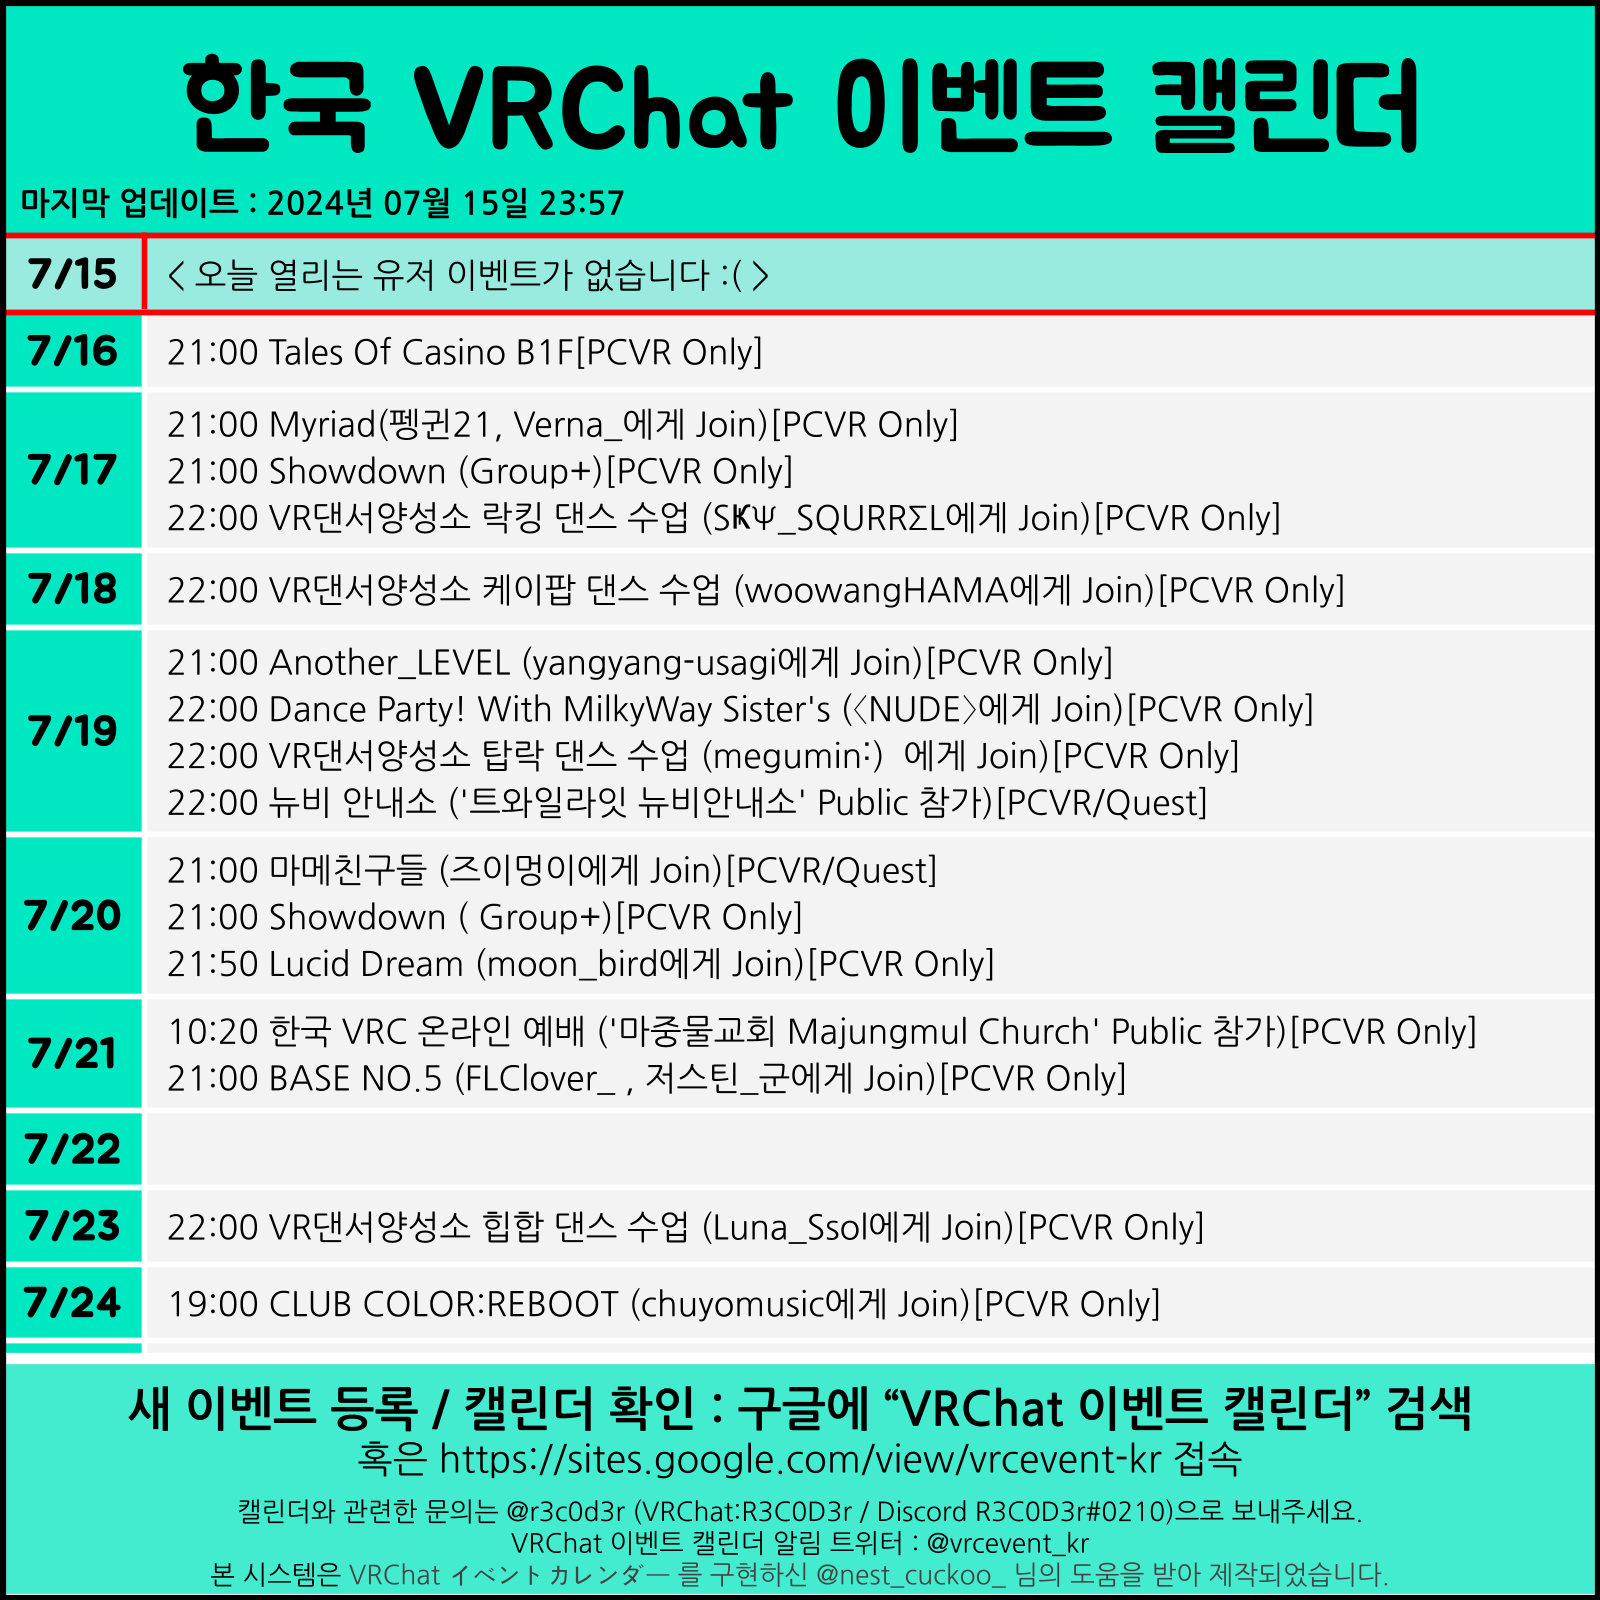 한국 VRChat 이벤트 캘린더
마지막 업데이트 : 2024년 07월 15일 23:57
7/15 < 오늘 열리는 유저 이벤트가 없습니다 :( >
7/16 21:00 Tales Of Casino B1F[PCVR Only]
7/17
21:00 Myriad(펭귄21, Verna_에게 Join)[PCVR Only]
21:00 Showdown (Group+)[PCVR Only]
22:00 VR댄서양성소 락킹 댄스 수업 (S₭Ψ_SQURRΣL에게 Join)[PCVR Only]
7/18 22:00 VR댄서양성소 케이팝 댄스 수업 (woowangHAMA에게 Join)[PCVR Only]
7/19
21:00 Another_LEVEL (yangyang-usagi에게 Join)[PCVR Only]
22:00 Dance Party! With MilkyWay Sister's (〈NUDE〉에게 Join)[PCVR Only]
22:00 VR댄서양성소 탑락 댄스 수업 (megumin:)  에게 Join)[PCVR Only]
22:00 뉴비 안내소 ('트와일라잇 뉴비안내소' Public 참가)[PCVR/Quest]
7/20
21:00 마메친구들 (즈이멍이에게 Join)[PCVR/Quest]
21:00 Showdown ( Group+)[PCVR Only]
21:50 Lucid Dream (moon_bird에게 Join)[PCVR Only]
7/21
10:20 한국 VRC 온라인 예배 ('마중물교회 Majungmul Church' Public 참가)[PCVR Only]
21:00 BASE NO.5 (FLClover_ , 저스틴_군에게 Join)[PCVR Only]
7/22
7/23 22:00 VR댄서양성소 힙합 댄스 수업 (Luna_Ssol에게 Join)[PCVR Only]
7/24 19:00 CLUB COLOR:REBOOT (chuyomusic에게 Join)[PCVR Only]
새 이벤트 등록 / 캘린더 확인 : 구글에 “VRChat 이벤트 캘린더” 검색
혹은 https://sites.google.com/view/vrcevent-kr 접속
캘린더와 관련한 문의는 @r3c0d3r (VRChat:R3C0D3r / Discord R3C0D3r#0210)으로 보내주세요.
VRChat 이벤트 캘린더 알림 트위터 : @vrcevent_kr
본 시스템은 VRChat イベントカレンダー 를 구현하신 @nest_cuckoo_ 님의 도움을 받아 제작되었습니다.